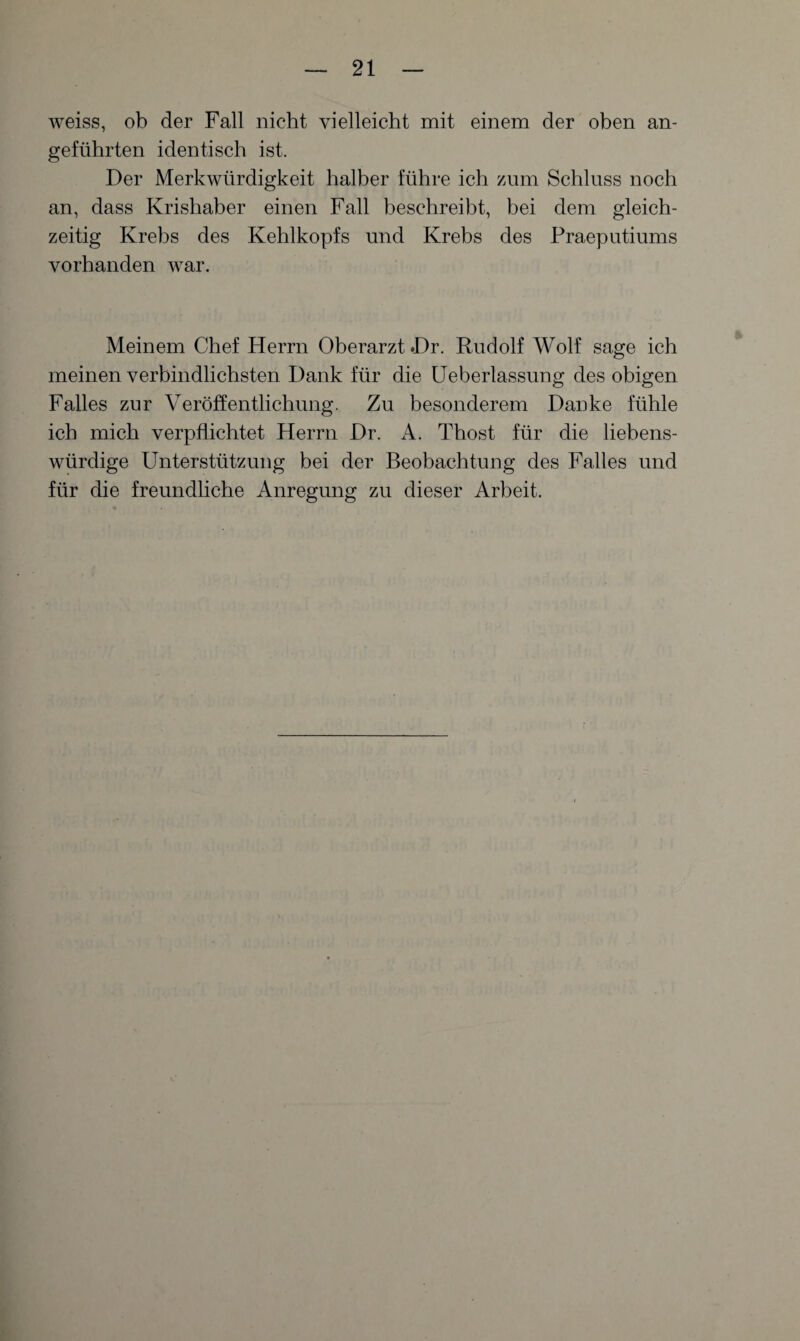 — 21 —
weiss, ob der Fall nicht vielleicht mit einem der oben an-
geführten identisch ist.
Der Merkwürdigkeit halber führe ich zum Schluss noch
an, dass Krishaber einen Fall beschreibt, bei dem gleich-
zeitig Krebs des Kehlkopfs und Krebs des Praeputiums
vorhanden war.
Meinem Chef Herrn Oberarzt Dr. Rudolf Wolf sage ich
meinen verbindlichsten Dank für die Ueberlassung des obigen
Falles zur Veröffentlichung. Zu besonderem Danke fühle
ich mich verpflichtet Herrn Dr. A. Thost für die liebens-
würdige Unterstützung bei der Beobachtung des Falles und
für die freundliche Anregung zu dieser Arbeit.